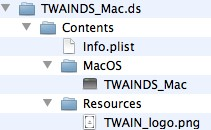 TWAINDS_Mac.ds
Contents
Info.plist
MacOS
TWAINDS_Mac
Resources
TWAIN_logo.png